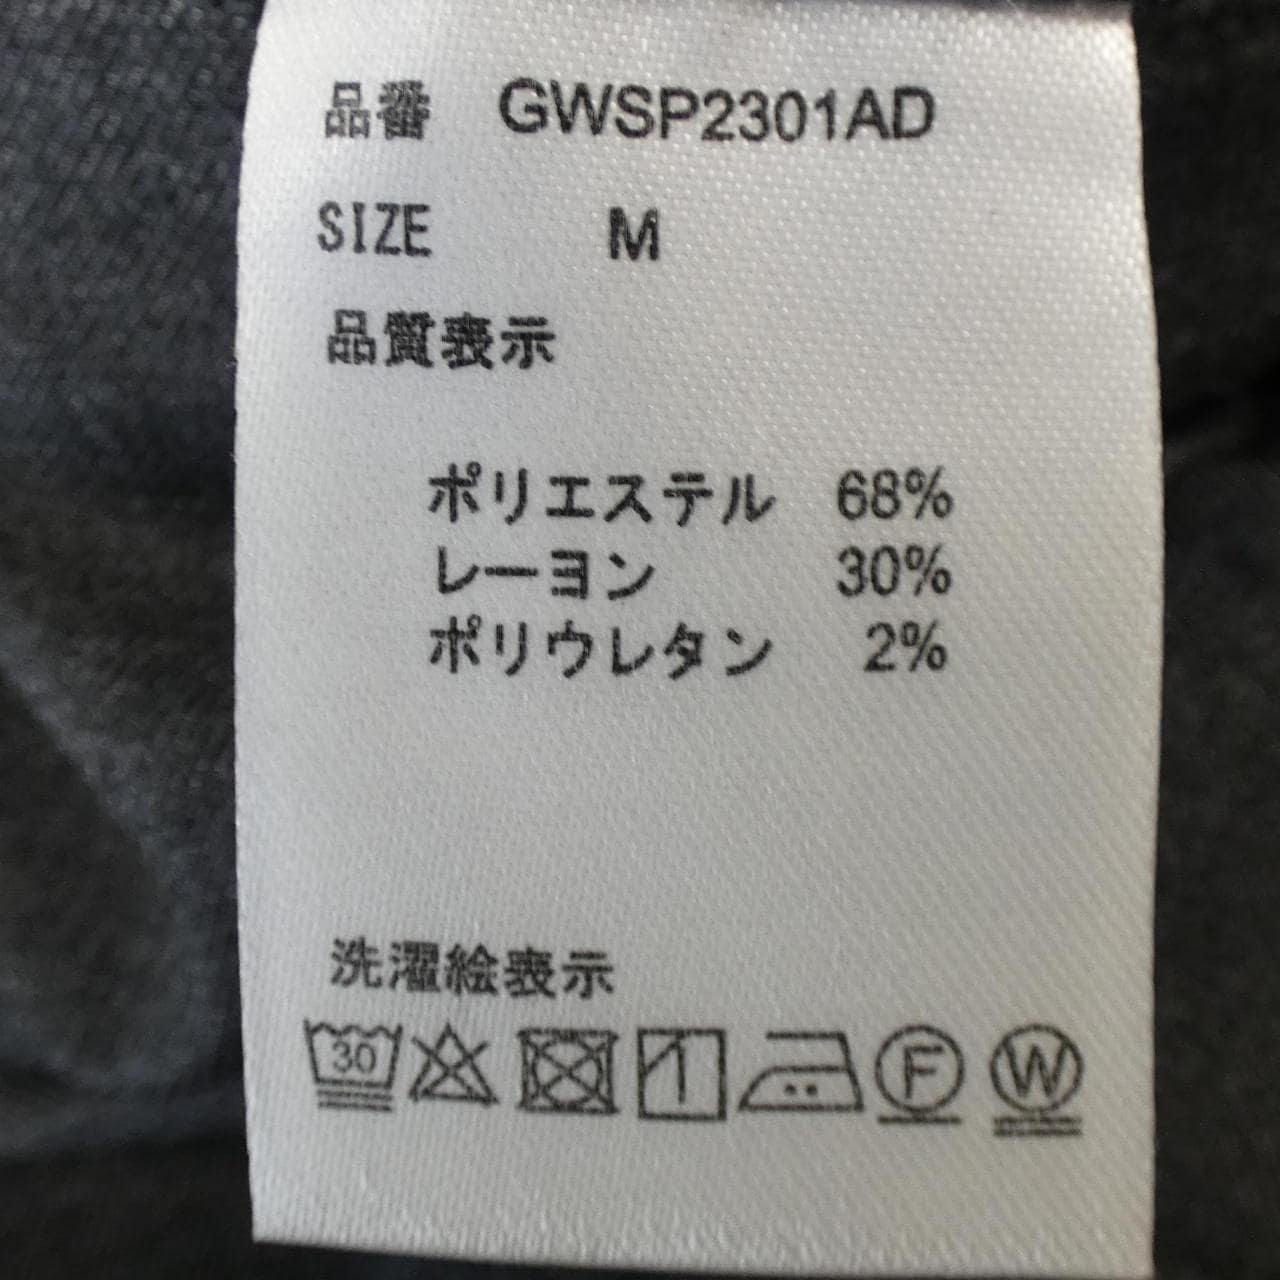 品番 GWSP2301AD
SIZE M
品質表示
ポリエステル 68%
レーヨン 30%
ポリウレタン 2%
洗濯絵表示
30 F W